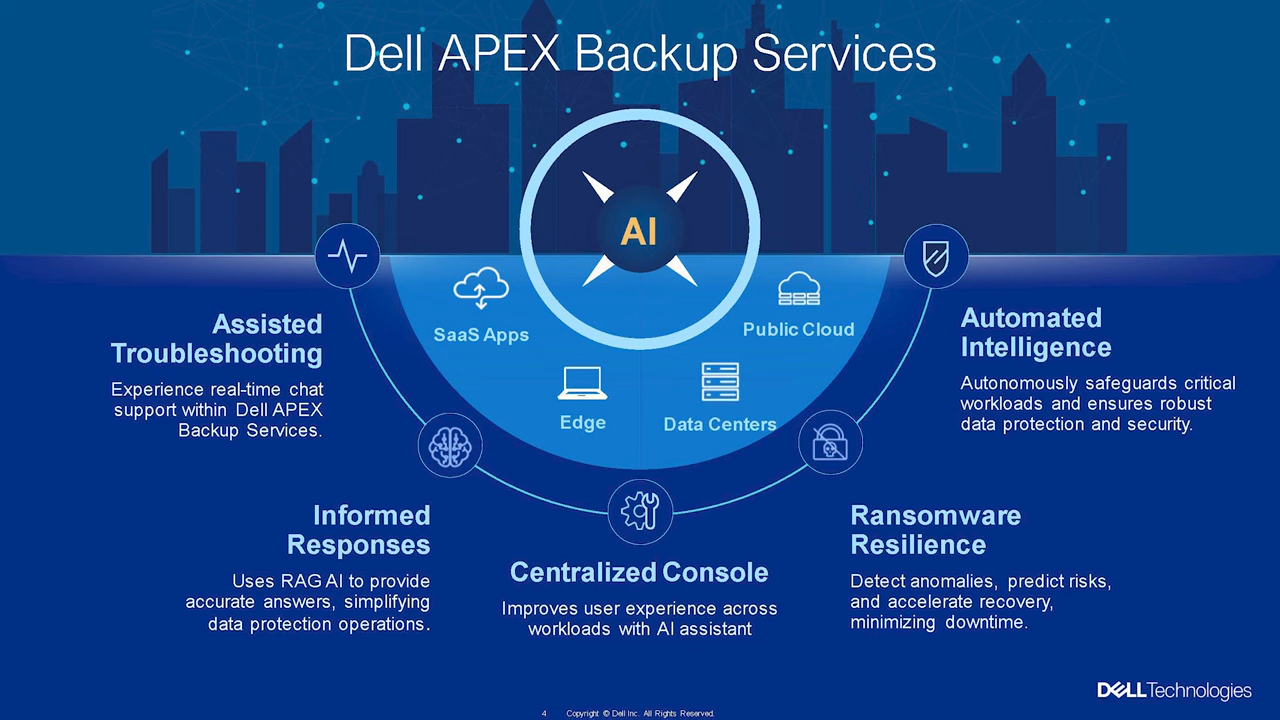 Dell APEX Backup Services
AI
SaaS Apps
Public Cloud
Edge
Data Centers
Assisted
Troubleshooting
Experience real-time chat
support within Dell APEX
Backup Services.
Informed
Responses
Uses RAG AI to provide
accurate answers, simplifying
data protection operations.
Centralized Console
Improves user experience across
workloads with AI assistant
Ransomware
Resilience
Detect anomalies, predict risks,
and accelerate recovery,
minimizing downtime.
Automated
Intelligence
Autonomously safeguards critical
workloads and ensures robust
data protection and security.
DELL Technologies
4 Copyright © Dell Inc. All Rights Reserved.